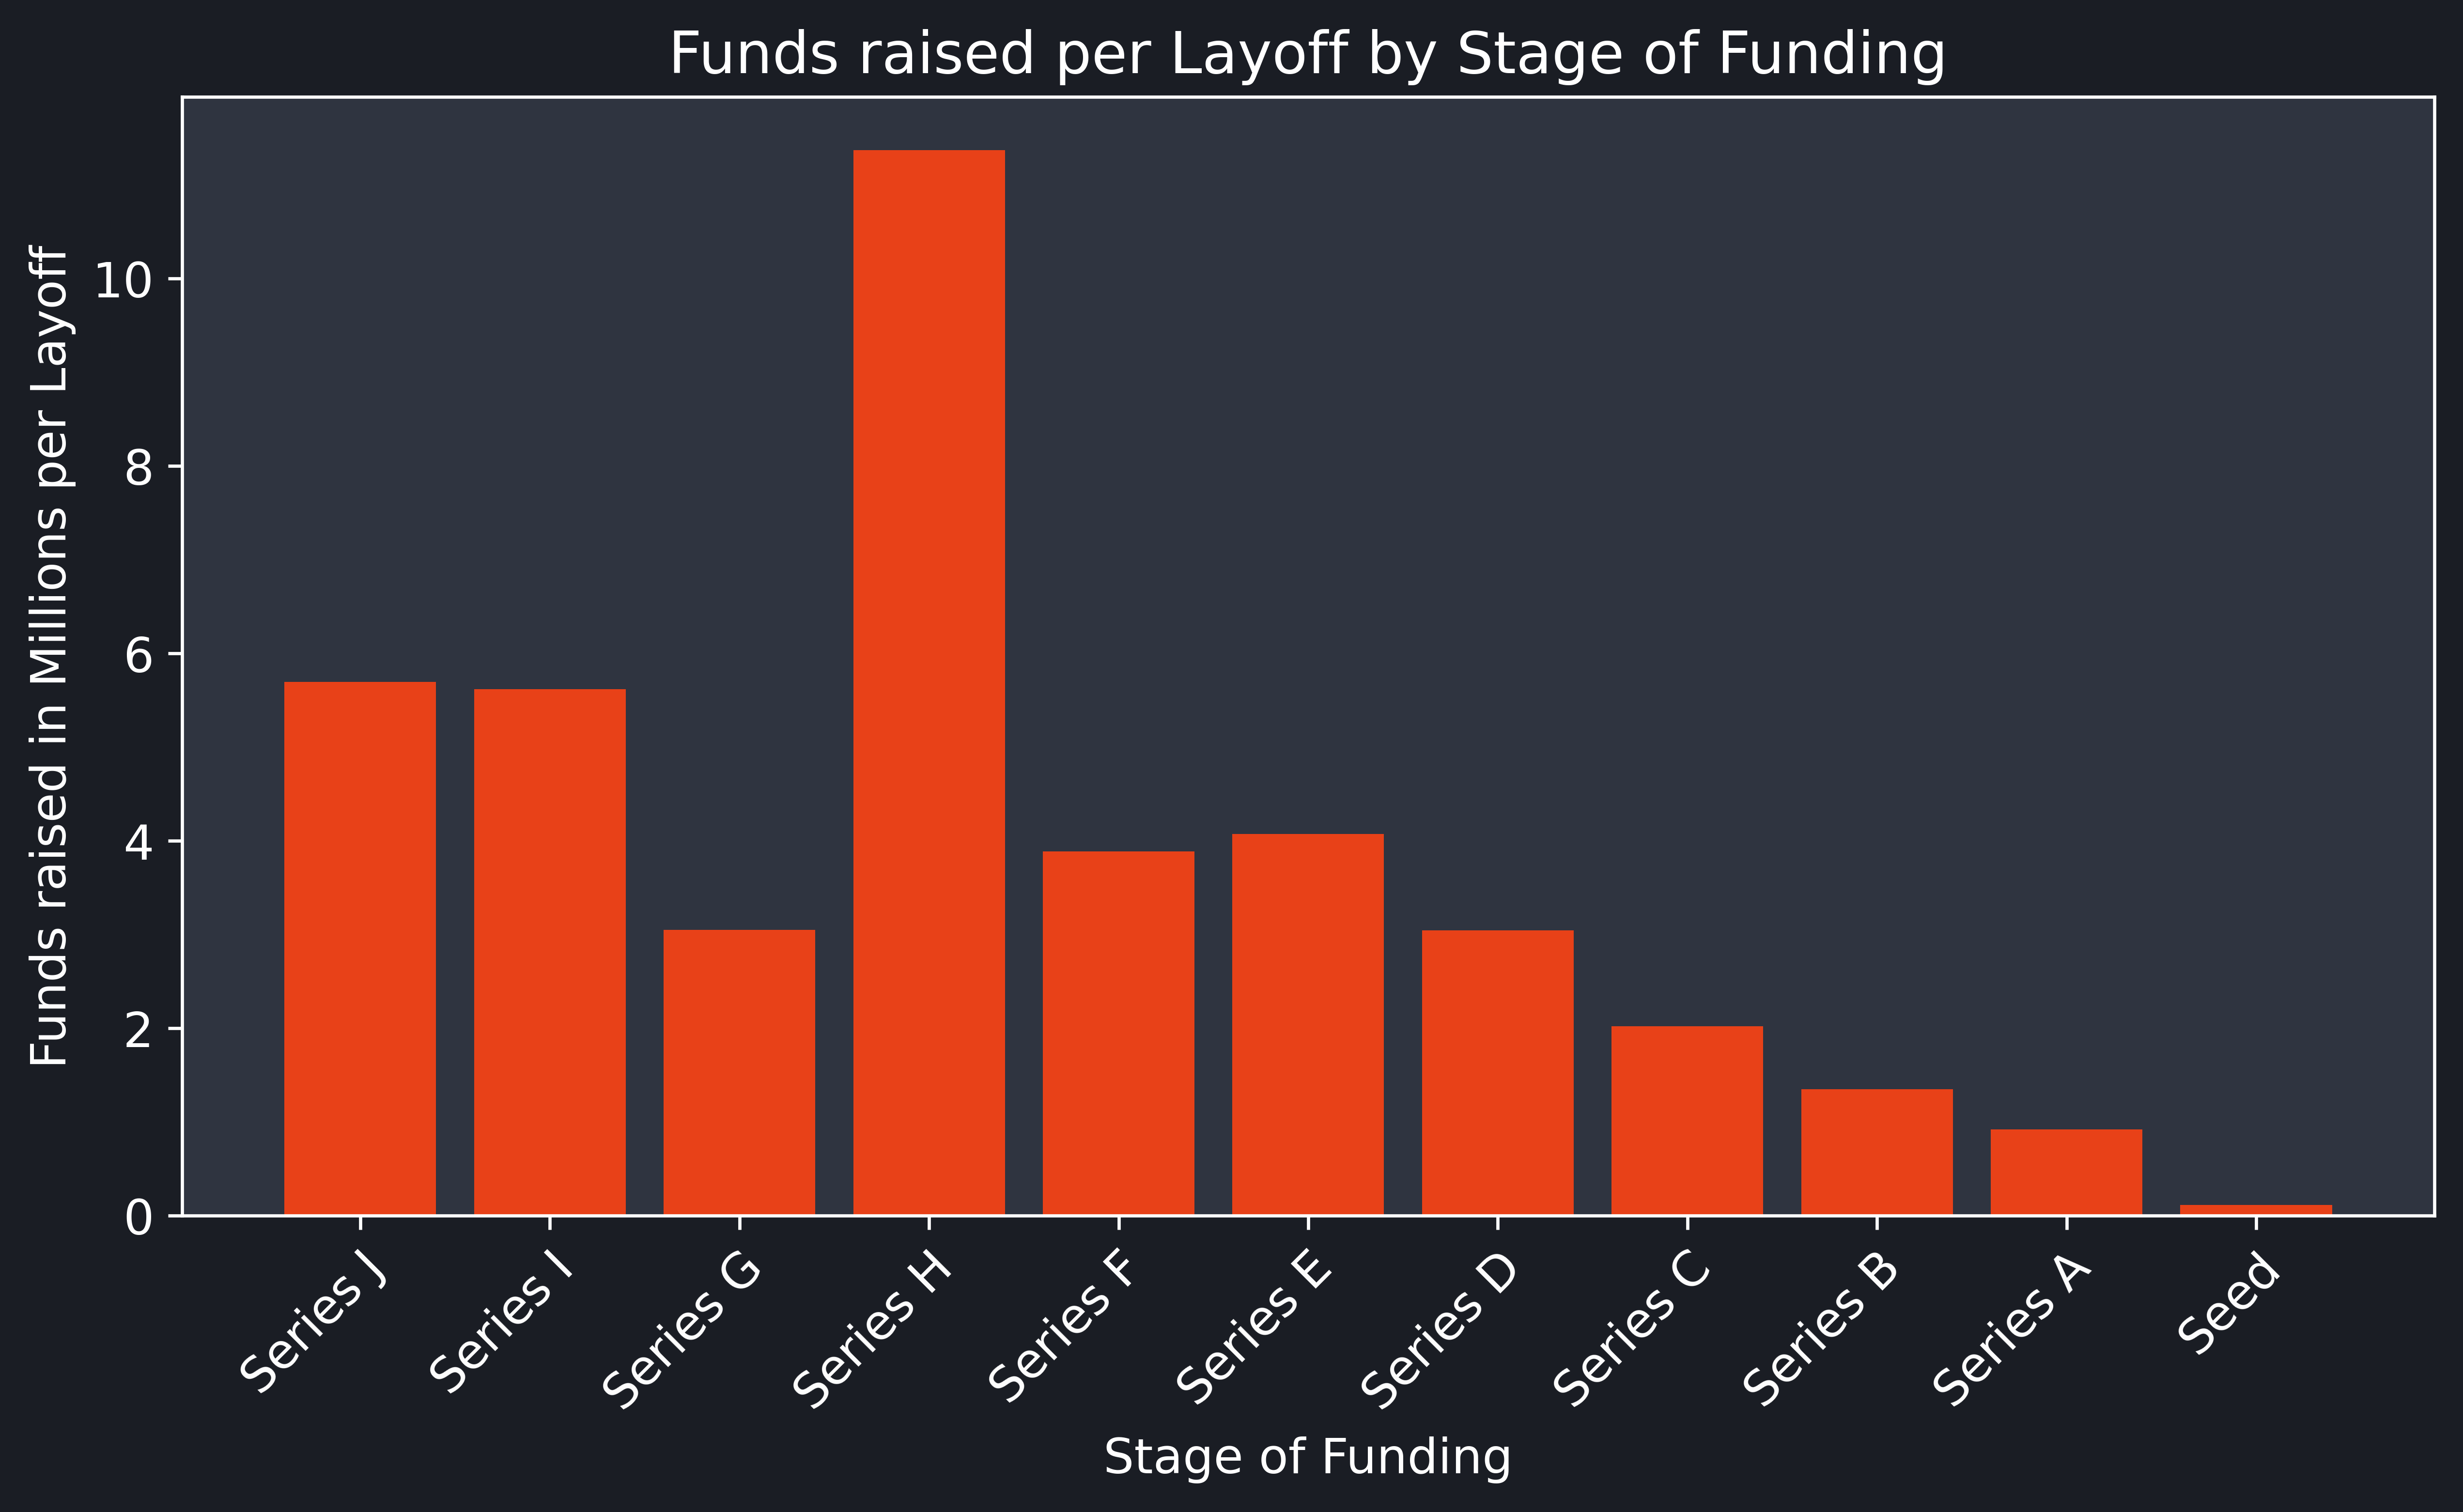 Funds raised per Layoff by Stage of Funding
Funds raised in Millions per Layoff
10
8
6
4
2
0
Series J
Series I
Series G
Series H
Series F
Series E
Series D
Series C
Series B
Series A
Seed
Stage of Funding